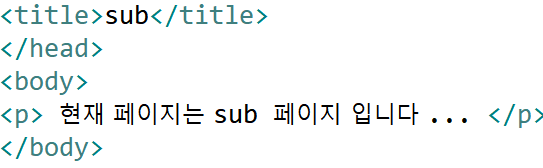 <title>sub</title>
</head>
<body>
<p> 현재 페이지는 sub 페이지 입니다 ... </p>
</body>